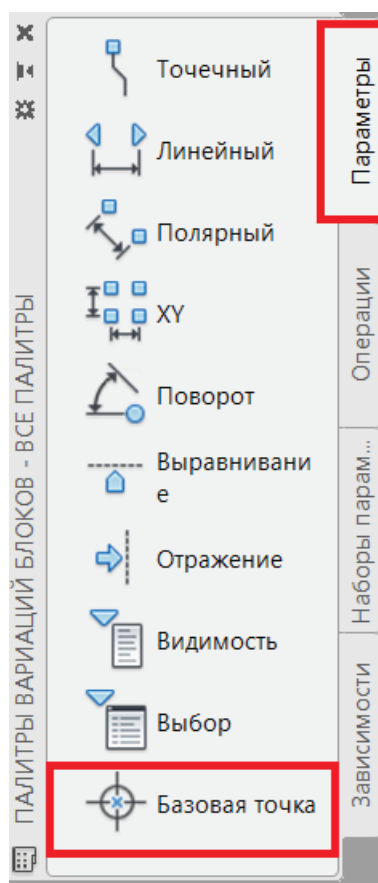 Точечный
Линейный
Полярный
XY
Поворот
Выравнивани
е
Отражение
Видимость
Выбор
Базовая точка
Параметры
Операции
Наборы парам...
Зависимости
ПАЛИТРЫ ВАРИАЦИЙ БЛОКОВ - ВСЕ ПАЛИТРЫ